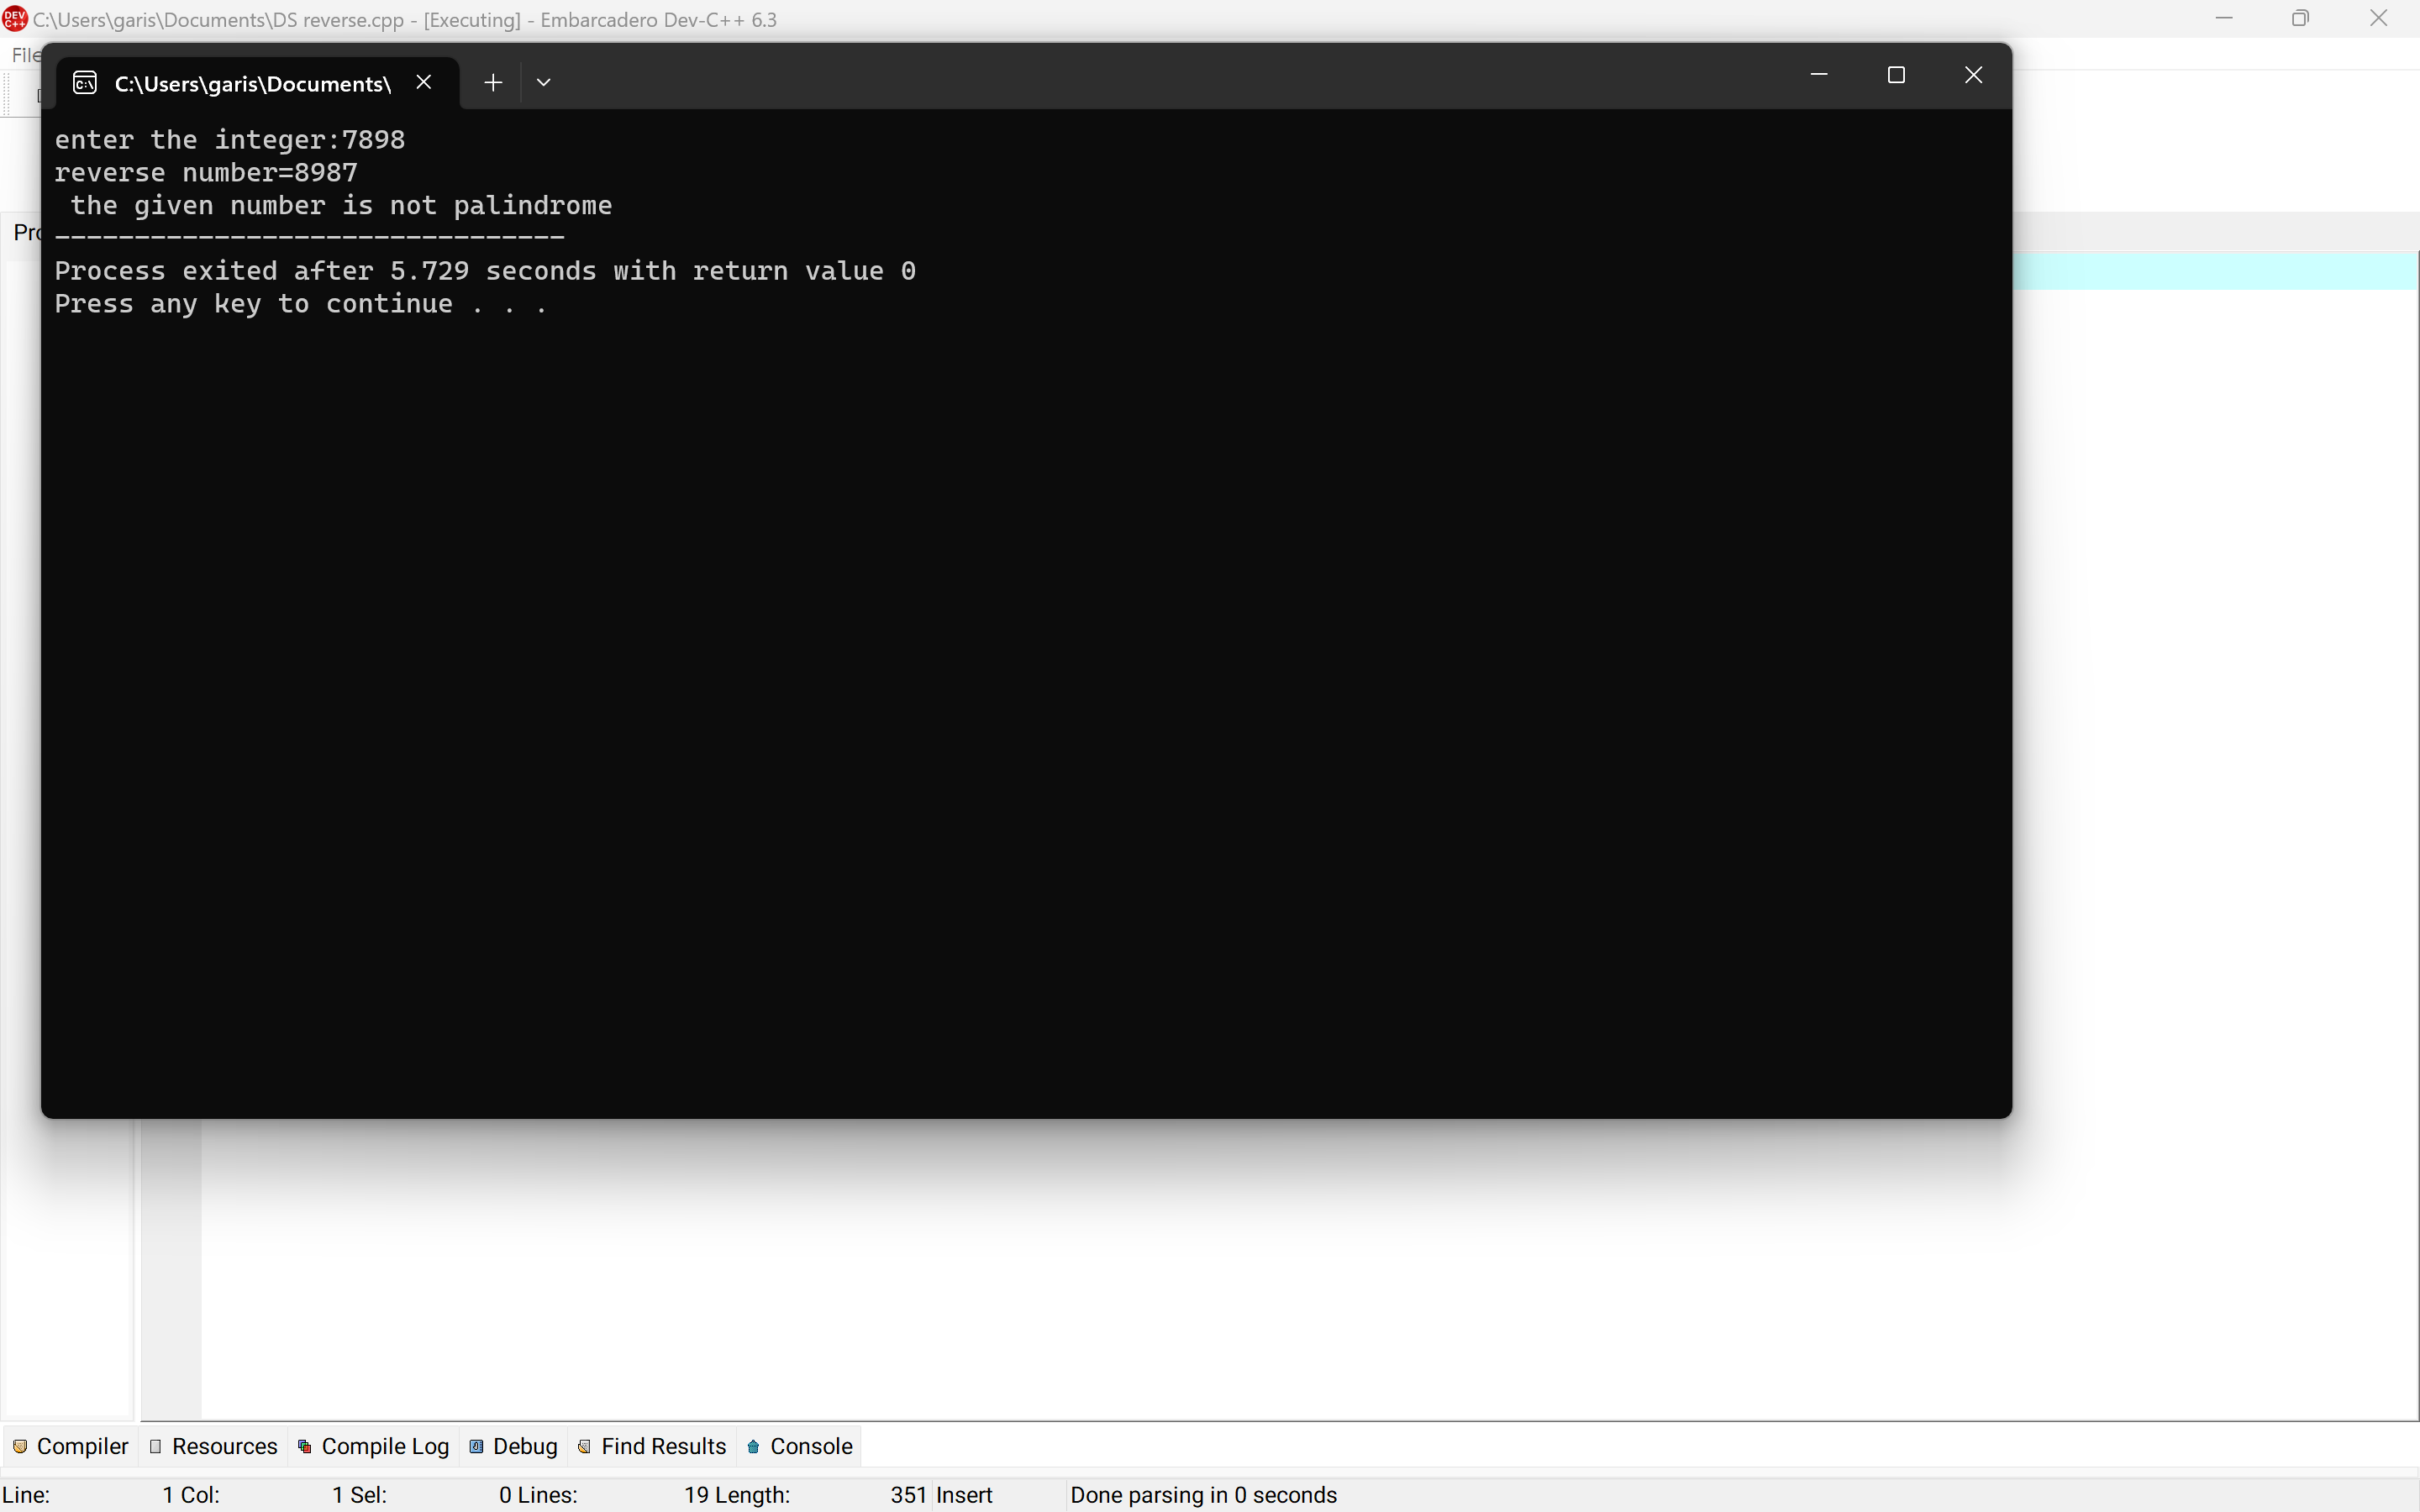 DEV C++ C:\Users\garis\Documents\DS reverse.cpp - [Executing] - Embarcadero Dev-C++ 6.3
File
C:\Users\garis\Documents\
enter the integer:7898
reverse number=8987
 the given number is not palindrome
--------------------------------
Process exited after 5.729 seconds with return value 0
Press any key to continue . . .
Compiler Resources Compile Log Debug Find Results Console
Line: 1 Col: 1 Sel: 0 Lines: 19 Length: 351 Insert Done parsing in 0 seconds